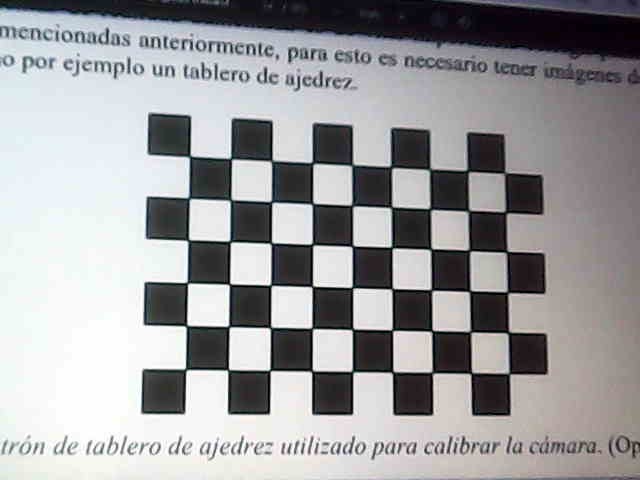 mencionadas anteriormente, para esto es necesario tener imágenes
o por ejemplo un tablero de ajedrez.
trón de tablero de ajedrez utilizado para calibrar la cámara. (Op